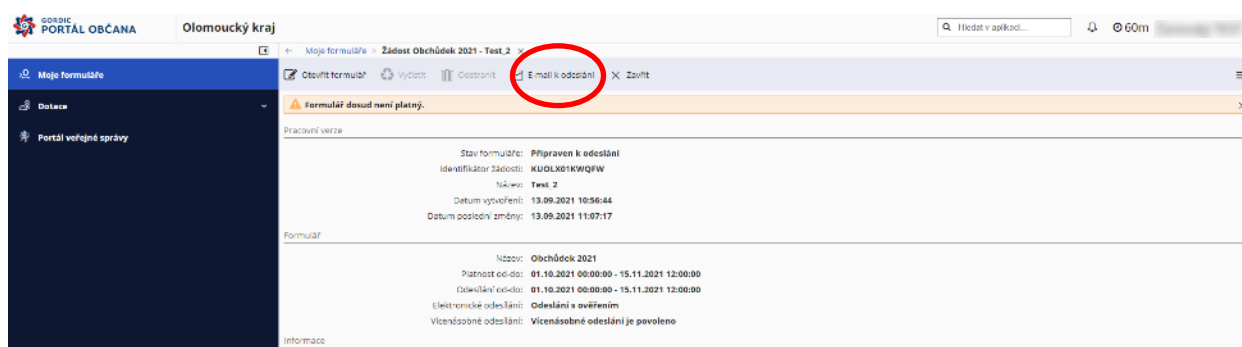 GORDIC
PORTÁL OBČANA
Olomoucký kraj
Hledat v aplikaci...
60m
Moje formuláře > Žádost Obchůdek 2021 - Test_2 ×
Moje formuláře
Otevřít formulář Vyčistit Odstranit E-mail k odeslání Zavřít
Dotace
Formulář dosud není platný.
Portál veřejné správy
Pracovní verze
Stav formuláře: Připraven k odeslání
Identifikátor žádosti: KUOLX01KWQFW
Název: Test_2
Datum vytvoření: 13.09.2021 10:56:44
Datum poslední změny: 13.09.2021 11:07:17
Formulář
Název: Obchůdek 2021
Platnost od-do: 01.10.2021 00:00:00 - 15.11.2021 12:00:00
Odesílání od-do: 01.10.2021 00:00:00 - 15.11.2021 12:00:00
Elektronické odesílání: Odeslání s ověřením
Vícenásobné odesílání: Vícenásobné odeslání je povoleno
Informace